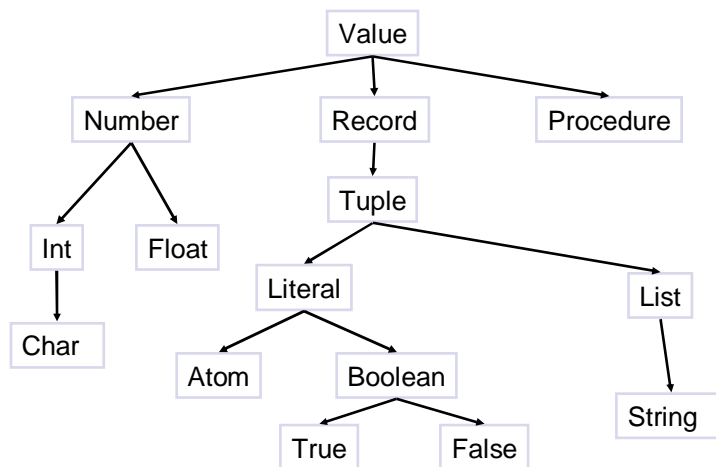 Value
Number Record Procedure
Tuple
Int Float
Literal List
Char
Atom Boolean
String
True False